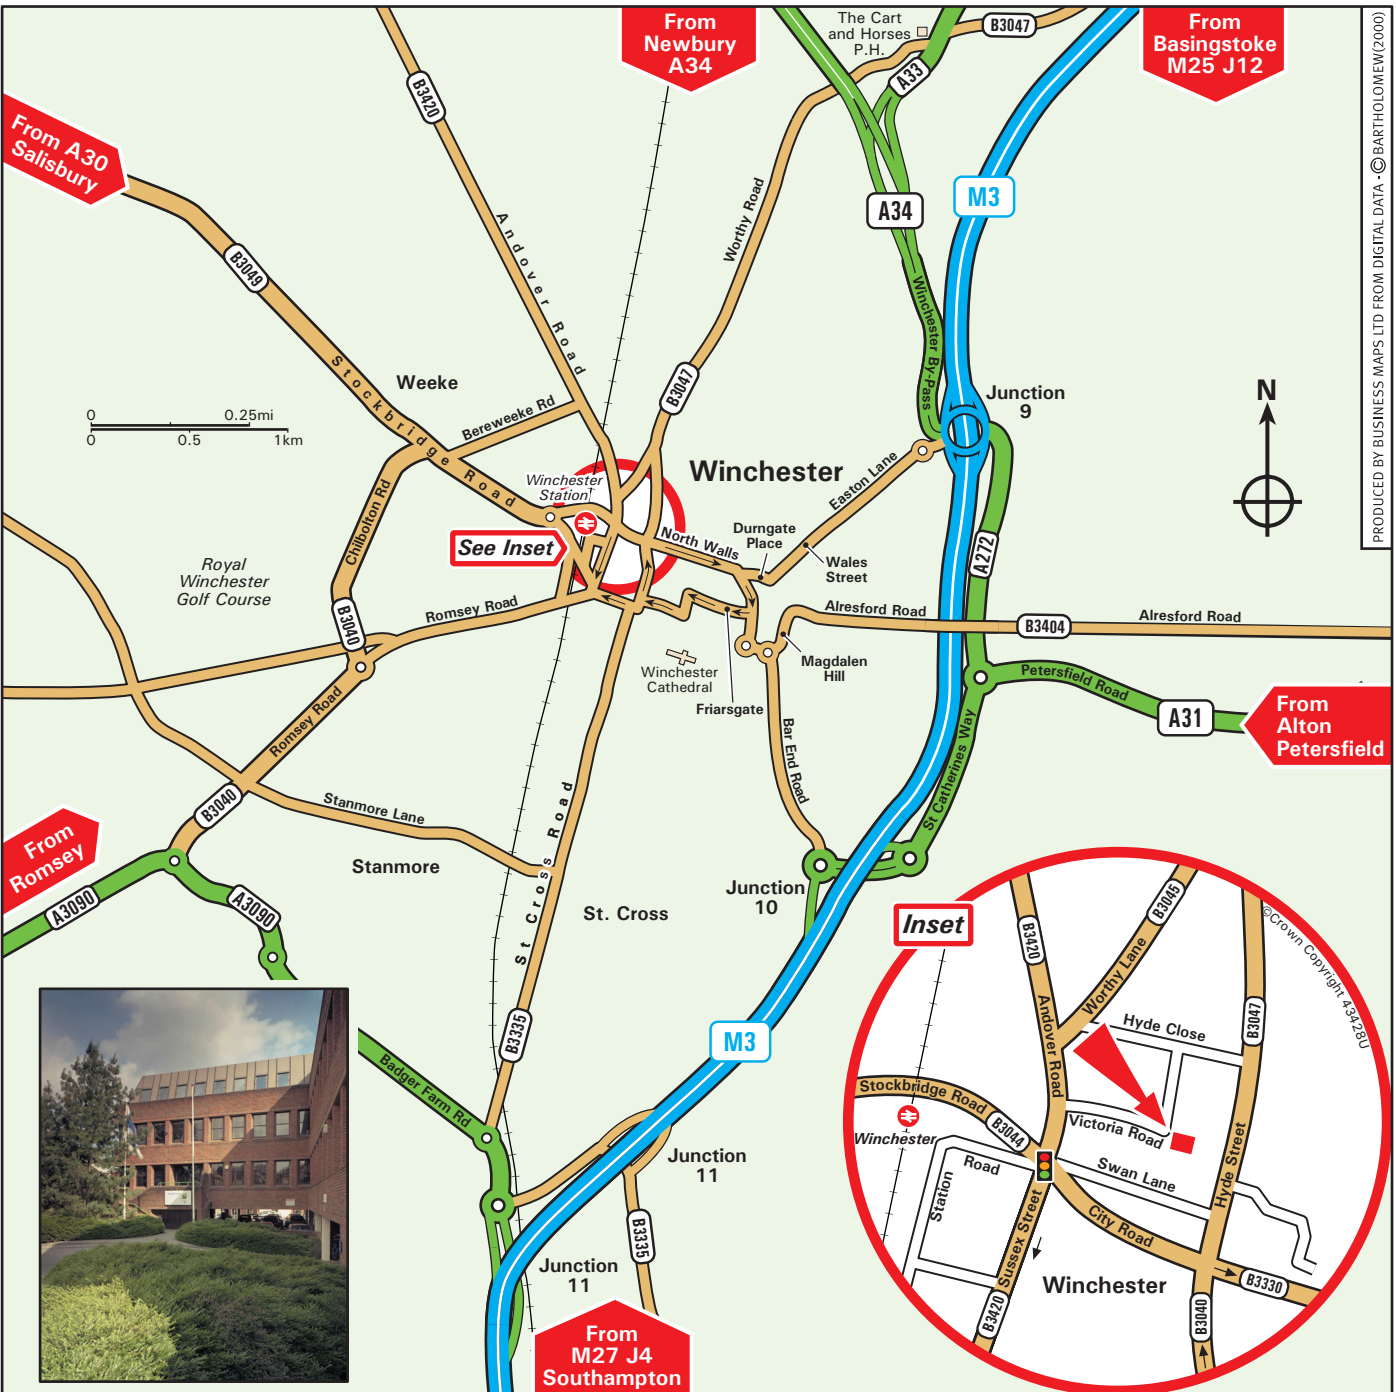 From
Newbury
A34
The Cart
and Horses
P.H.
B3047
From
Basingstoke
M25 J12
PRODUCED BY BUSINESS MAPS LTD FROM DIGITAL DATA - © BARTHOLOMEW(2000)
B3420
A33
From A30
Salisbury
M3
A34
Worthy Road
Andover Road
B3049
Winchester By-Pass
Stockbridge Road
Weeke
B3047
Junction
9
N
0 0.25mi
0 0.5 1km
Bereweeke Rd
Winchester
Winchester
Station
Easton Lane
Chilbolton Rd
See Inset
North Walls
Durngate
Place
Wales
Street
A272
Royal
Winchester
Golf Course
Romsey Road
B3040
Alresford Road
B3404
Alresford Road
Magdalen
Hill
Winchester
Cathedral
Friarsgate
Petersfield Road
A31
From
Alton
Petersfield
Romsey Road
Bar End Road
St Catherines Way
B3040
Stanmore Lane
St Cross Road
From
Romsey
Stanmore
A3090
A3090
St. Cross
Junction
10
B3335
M3
Badger Farm Rd
Junction
11
B3335
Junction
11
From
M27 J4
Southampton
Inset
©Crown Copyright 43428U
B3420
B3045
Worthy Lane
Andover Road
Hyde Close
B3047
Stockbridge Road
B3044
Winchester
Victoria Road
Station
Road
Swan Lane
Hyde Street
Sussex Street
City Road
Winchester
B3330
B3420
B3040